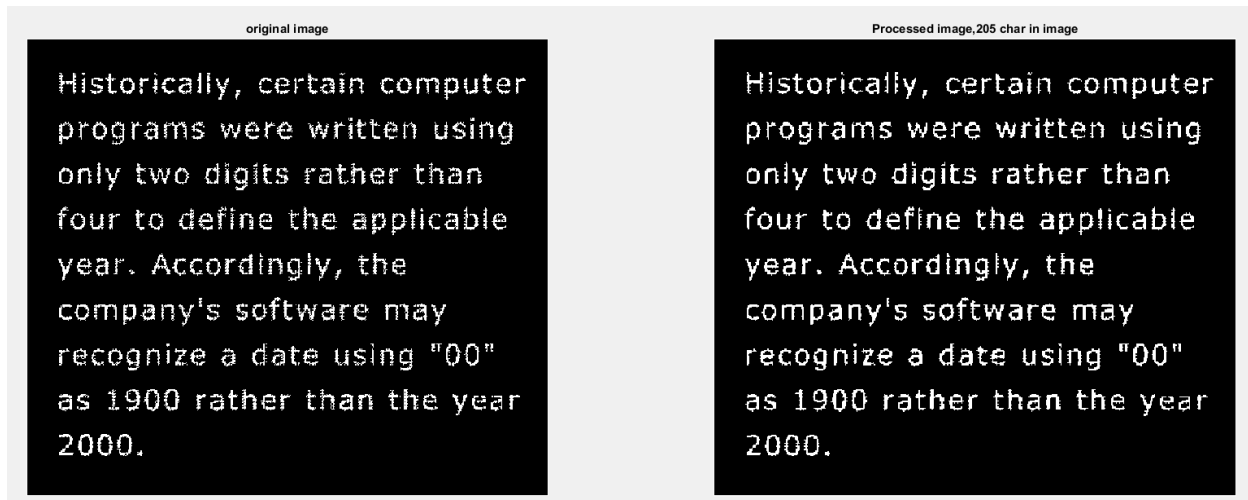 original image
Historically, certain computer
programs were written using
only two digits rather than
four to define the applicable
year. Accordingly, the
company's software may
recognize a date using "00"
as 1900 rather than the year
2000.
Processed image,205 char in image
Historically, certain computer
programs were written using
only two digits rather than
four to define the applicable
year. Accordingly, the
company's software may
recognize a date using "00"
as 1900 rather than the year
2000.